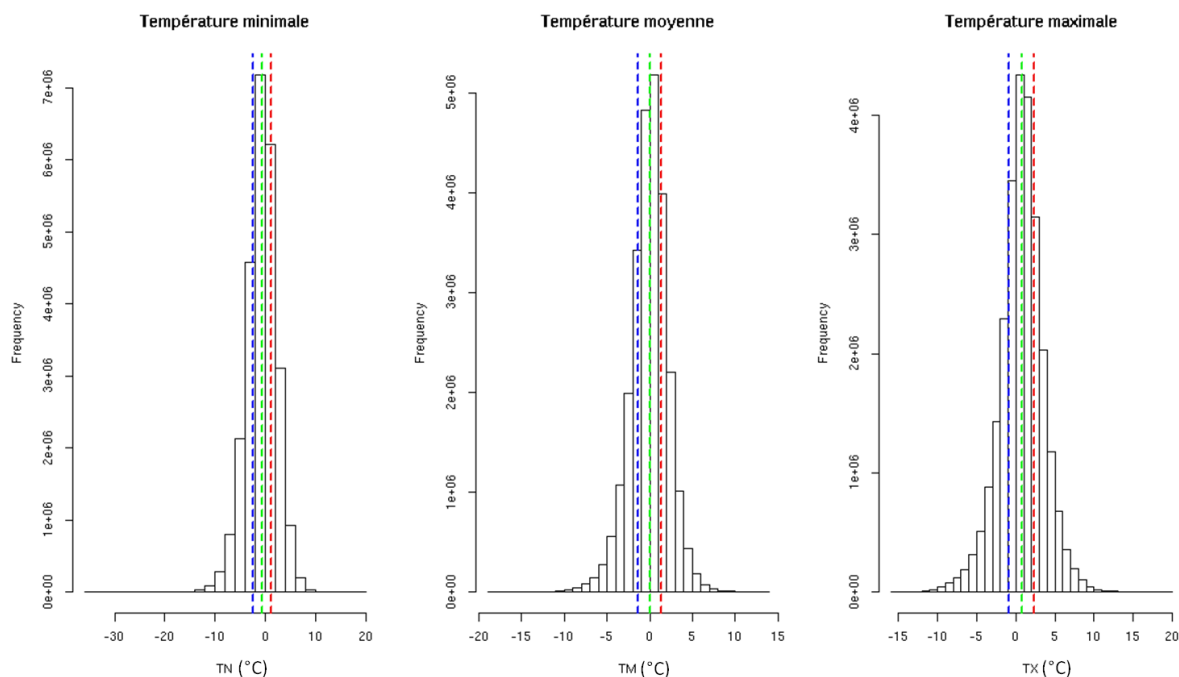 Température minimale
Frequency
0e+00 1e+06 2e+06 3e+06 4e+06 5e+06 6e+06 7e+06
-30 -20 -10 0 10 20
TN (°C)
Température moyenne
Frequency
0e+00 1e+06 2e+06 3e+06 4e+06 5e+06
-20 -15 -10 -5 0 5 10 15
TM (°C)
Température maximale
Frequency
0e+00 1e+06 2e+06 3e+06 4e+06
-15 -10 -5 0 5 10 15 20
TX (°C)